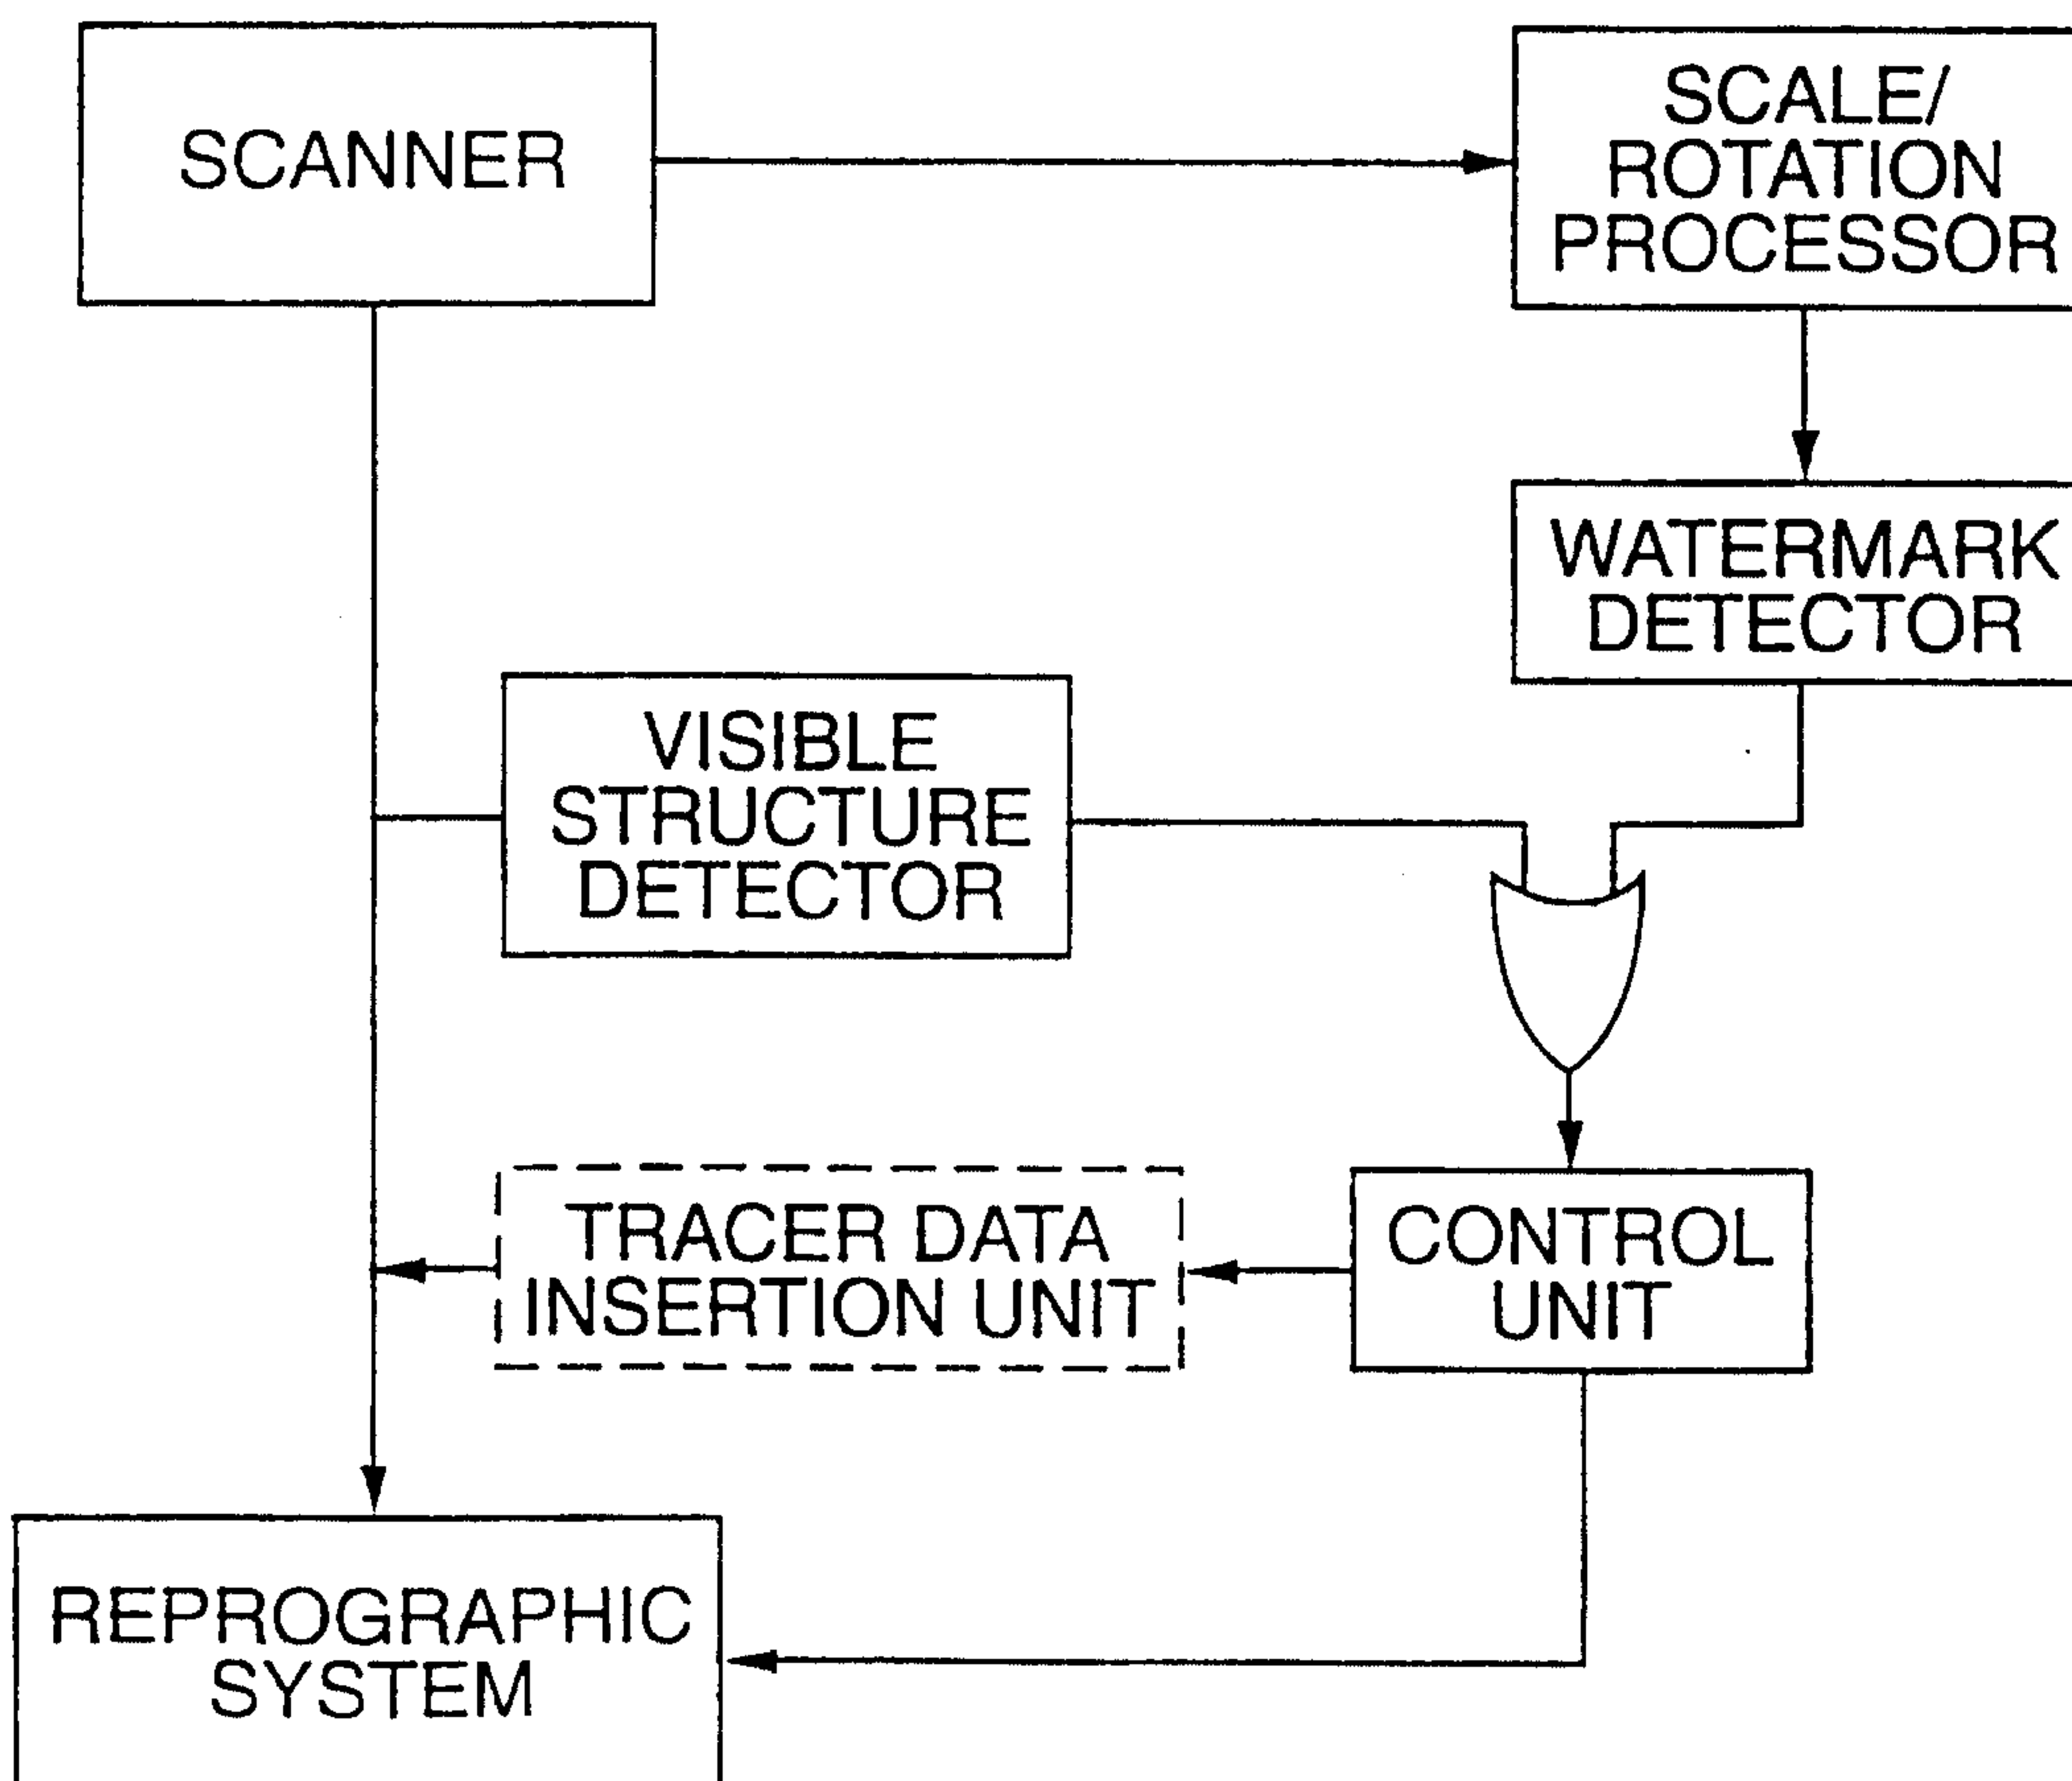 SCANNER
SCALE/
ROTATION
PROCESSOR
WATERMARK
DETECTOR
VISIBLE
STRUCTURE
DETECTOR
TRACER DATA
INSERTION UNIT
CONTROL
UNIT
REPROGRAPHIC
SYSTEM